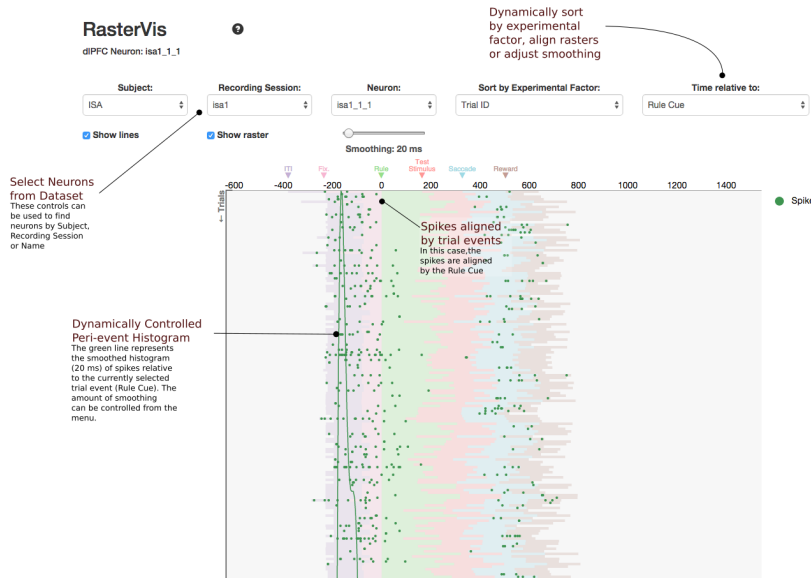 RasterVis
?
dlPFC Neuron: isa1_1_1
Dynamically sort
by experimental
factor, align rasters
or adjust smoothing
Subject:
Recording Session:
Neuron:
Sort by Experimental Factor:
Time relative to:
ISA
isa1
isa1_1_1
Trial ID
Rule Cue
Show lines
Show raster
Smoothing: 20 ms
Select Neurons
from Dataset
These controls can
be used to find
neurons by Subject,
Recording Session
or Name
ITI
Fix.
Rule
Test
Stimulus
Saccade
Reward
-600 -400 -200 0 200 400 600 800 1000 1200 1400
← Trials
Spike
Spikes aligned
by trial events
In this case,the
spikes are aligned
by the Rule Cue
Dynamically Controlled
Peri-event Histogram
The green line represents
the smoothed histogram
(20 ms) of spikes relative
to the currently selected
trial event (Rule Cue). The
amount of smoothing
can be controlled from the
menu.